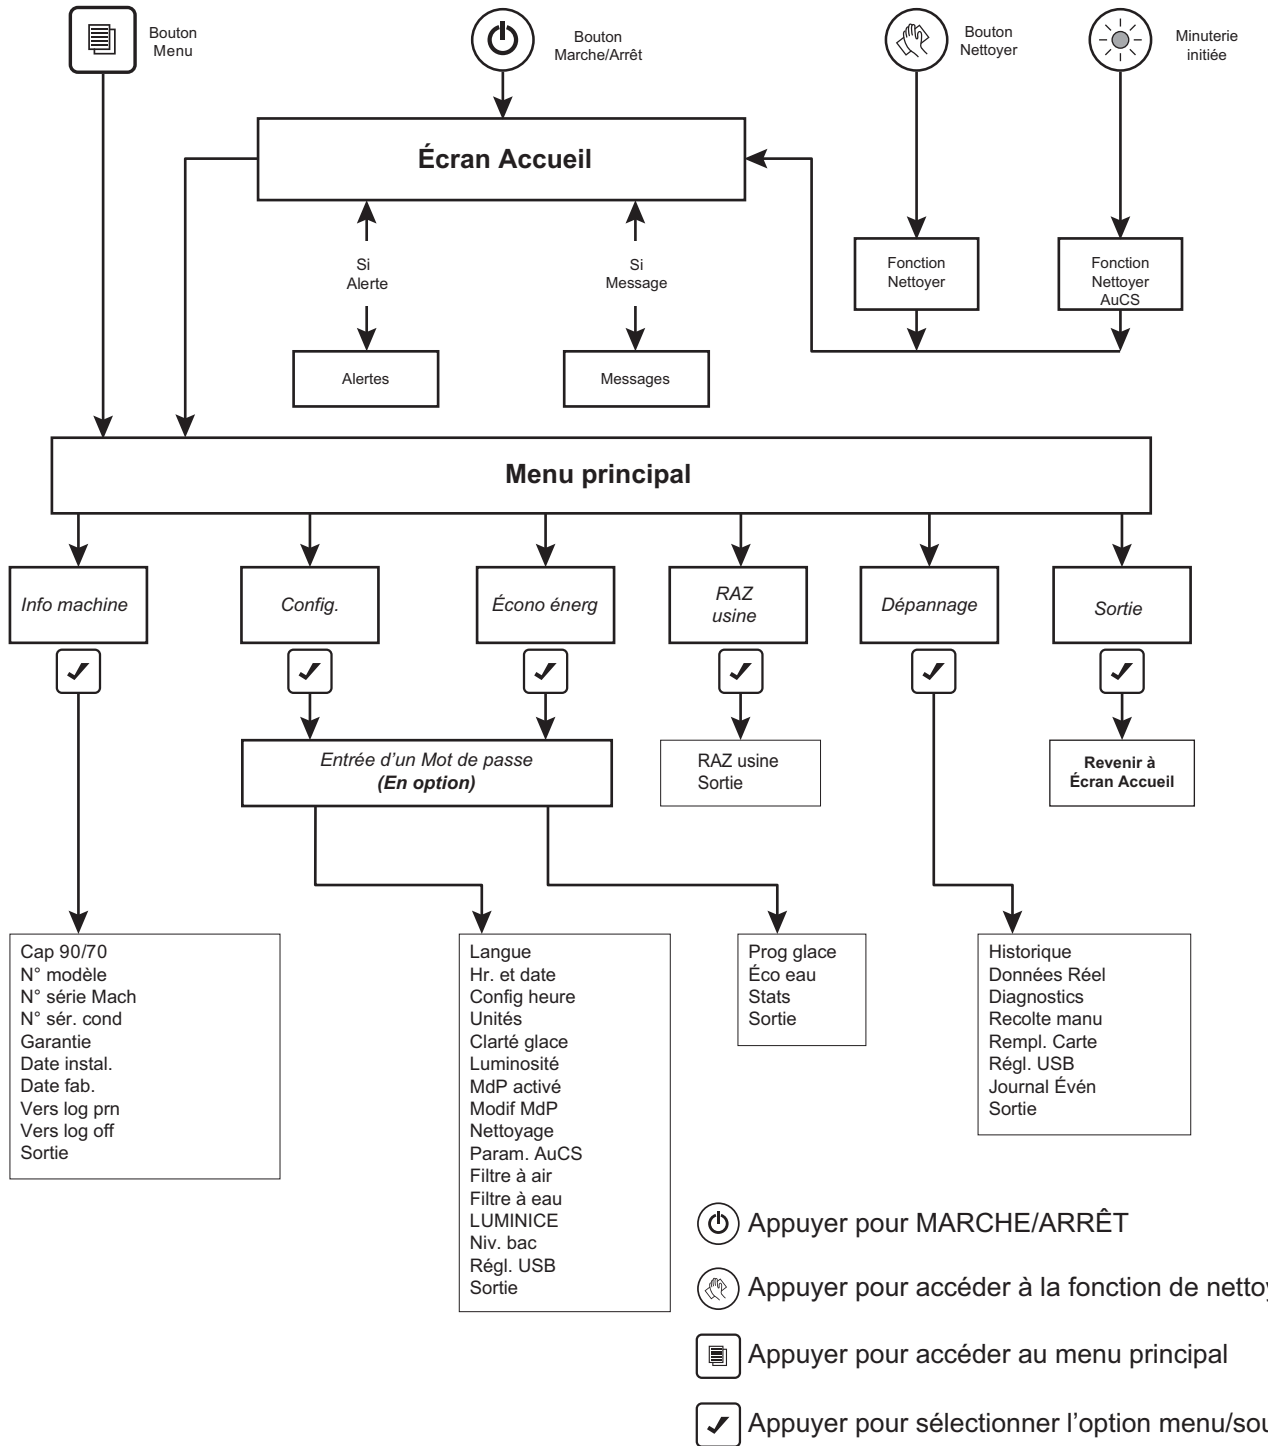 Bouton
Menu
Bouton
Marche/Arrêt
Bouton
Nettoyer
Minuterie
initiée
Écran Accueil
Si
Alerte
Si
Message
Fonction
Nettoyer
Fonction
Nettoyer
AuCS
Alertes
Messages
Menu principal
Info machine
Config.
Écono énerg
RAZ
usine
Dépannage
Sortie
Entrée d'un Mot de passe
(En option)
RAZ usine
Sortie
Revenir à
Écran Accueil
Cap 90/70
N° modèle
N° série Mach
N° sér. cond
Garantie
Date instal.
Date fab.
Vers log prn
Vers log off
Sortie
Langue
Hr. et date
Config heure
Unités
Clarté glace
Luminosité
MdP activé
Modif MdP
Nettoyage
Param. AuCS
Filtre à air
Filtre à eau
LUMINICE
Niv. bac
Régl. USB
Sortie
Prog glace
Éco eau
Stats
Sortie
Historique
Données Réel
Diagnostics
Recolte manu
Rempl. Carte
Régl. USB
Journal Évén
Sortie
Appuyer pour MARCHE/ARRÊT
Appuyer pour accéder à la fonction de
Appuyer pour accéder au menu principal
Appuyer pour sélectionner l'option